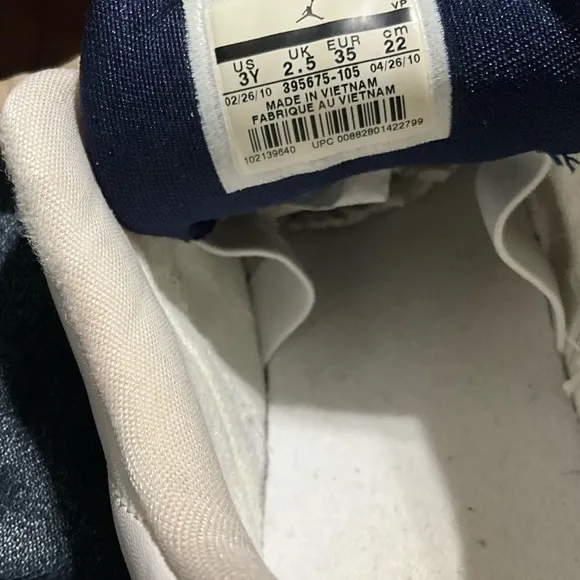 VP
US UK EUR cm
3Y 2.5 35 22
02/26/10 395675-105 04/26/10
MADE IN VIETNAM
FABRIQUE AU VIETNAM
102139640 UPC 00882801422799